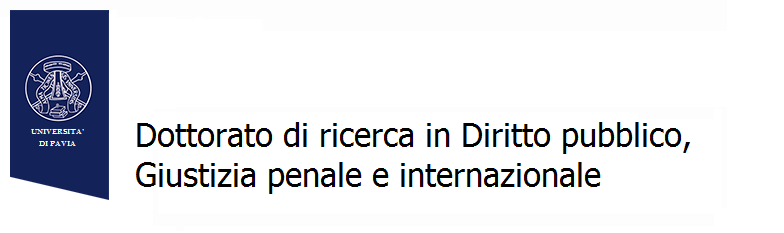 UNIVERSITA'
DI PAVIA
Dottorato di ricerca in Diritto pubblico,
Giustizia penale e internazionale